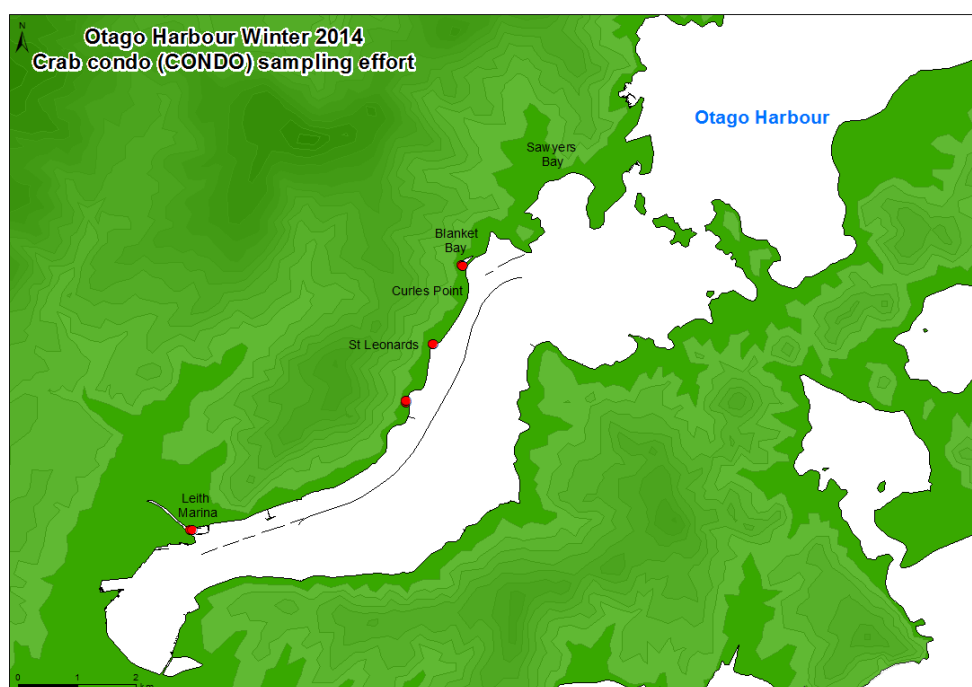 N
Otago Harbour Winter 2014
Crab condo (CONDO) sampling effort
Otago Harbour
Sawyers
Bay
Blanket
Bay
Curles Point
St Leonards
Leith
Marina
0 1 2
km